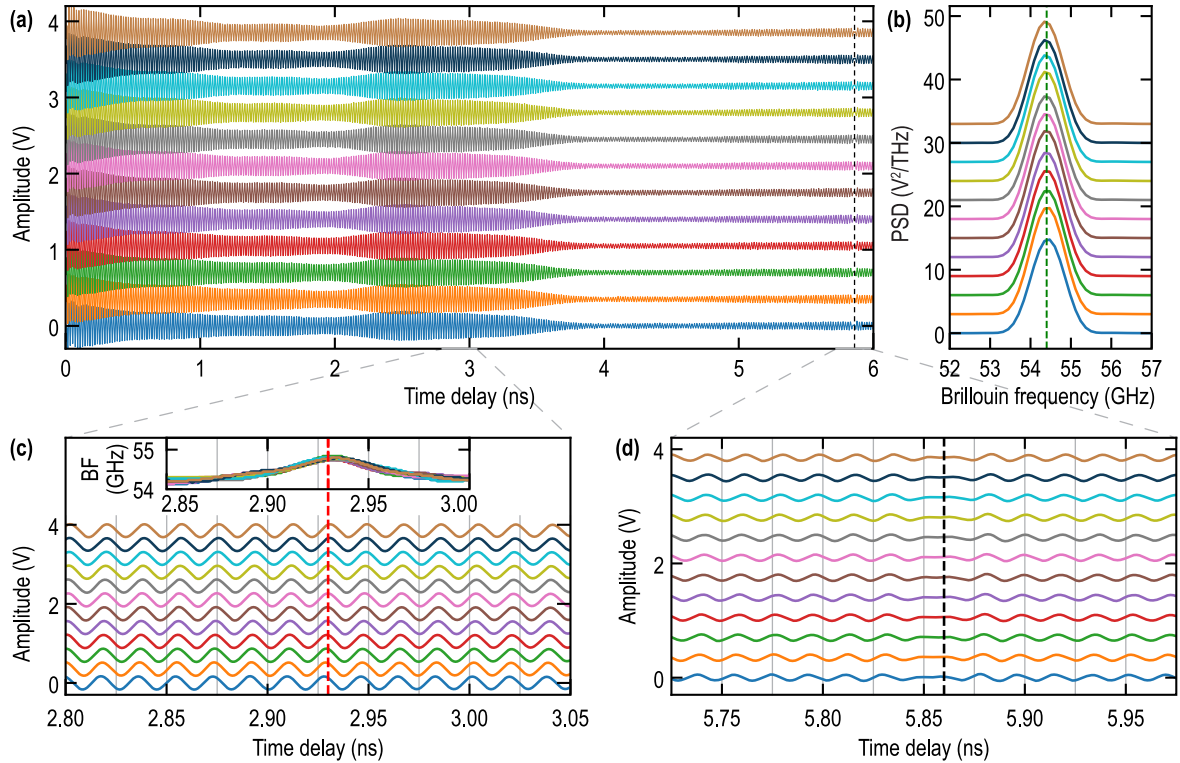 (a)
Amplitude (V)
4
3
2
1
0
0 1 2 3 4 5 6
Time delay (ns)
(b)
PSD (V²/THz)
50
40
30
20
10
0
52 53 54 55 56 57
Brillouin frequency (GHz)
(c)
BF
(GHz)
55
54
2.85 2.90 2.95 3.00
Amplitude (V)
4
2
0
2.80 2.85 2.90 2.95 3.00 3.05
Time delay (ns)
(d)
Amplitude (V)
4
2
0
5.75 5.80 5.85 5.90 5.95
Time delay (ns)